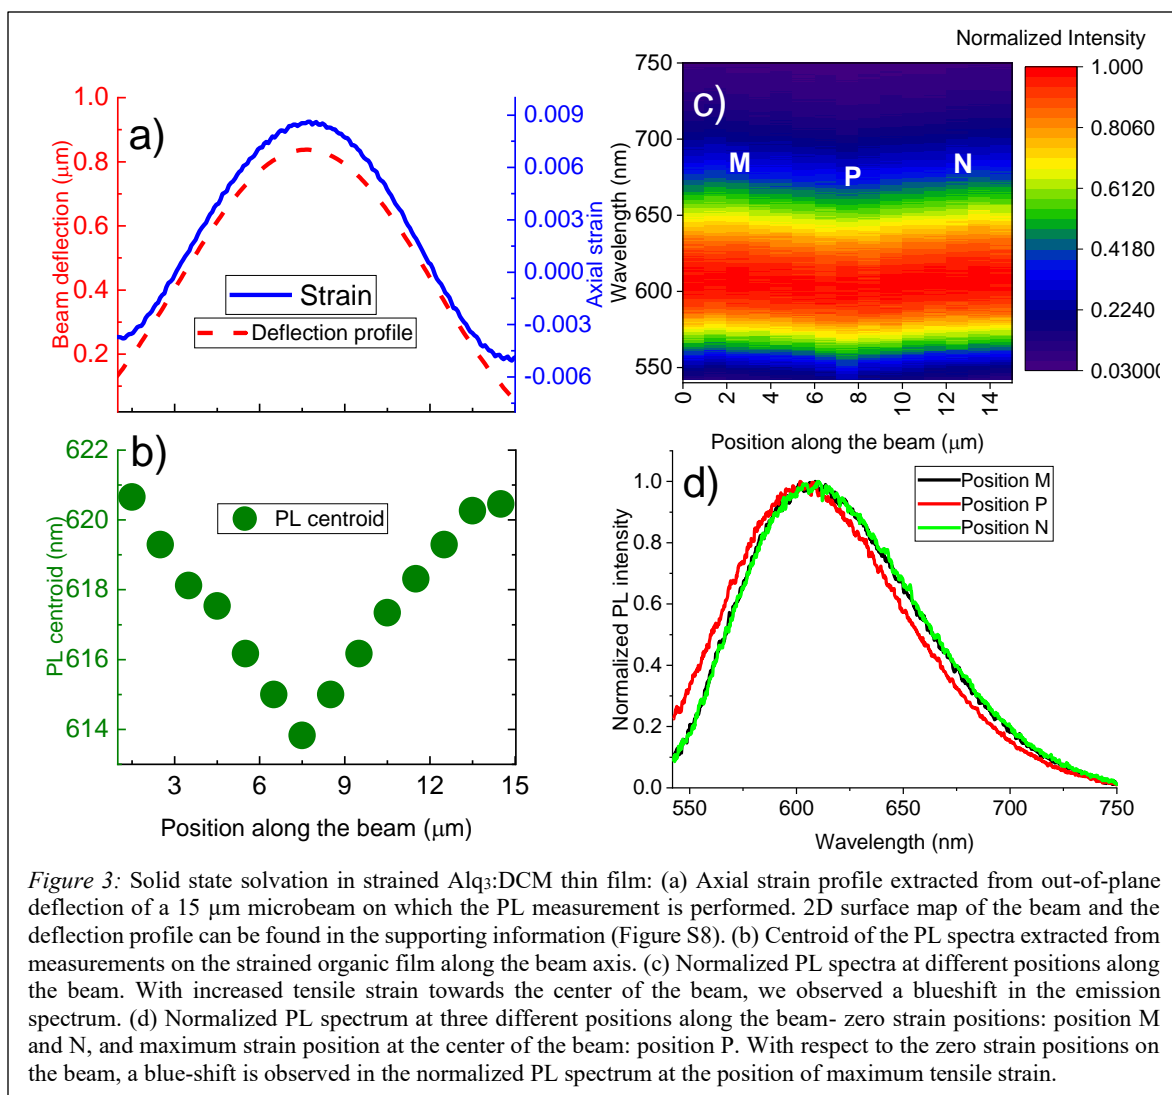 a)
Beam deflection (µm)
1.0
0.8
0.6
0.4
0.2
Axial strain
0.009
0.006
0.003
0.000
-0.003
-0.006
Strain
Deflection profile
b)
PL centroid (nm)
622
620
618
616
614
PL centroid
3 6 9 12 15
Position along the beam (µm)
Normalized Intensity
c)
Wavelength (nm)
750
700
650
600
550
M
P
N
0 2 4 6 8 10 12 14
Position along the beam (µm)
1.000
0.8060
0.6120
0.4180
0.2240
0.03000
d)
Normalized PL intensity
1.0
0.8
0.6
0.4
0.2
0.0
Position M
Position P
Position N
550 600 650 700 750
Wavelength (nm)
Figure 3: Solid state solvation in strained Alq₃:DCM thin film: (a) Axial strain profile extracted from out-of-plane
deflection of a 15 µm microbeam on which the PL measurement is performed. 2D surface map of the beam and the
deflection profile can be found in the supporting information (Figure S8). (b) Centroid of the PL spectra extracted from
measurements on the strained organic film along the beam axis. (c) Normalized PL spectra at different positions along
the beam. With increased tensile strain towards the center of the beam, we observed a blueshift in the emission
spectrum. (d) Normalized PL spectrum at three different positions along the beam- zero strain positions: position M
and N, and maximum strain position at the center of the beam: position P. With respect to the zero strain positions on
the beam, a blue-shift is observed in the normalized PL spectrum at the position of maximum tensile strain.